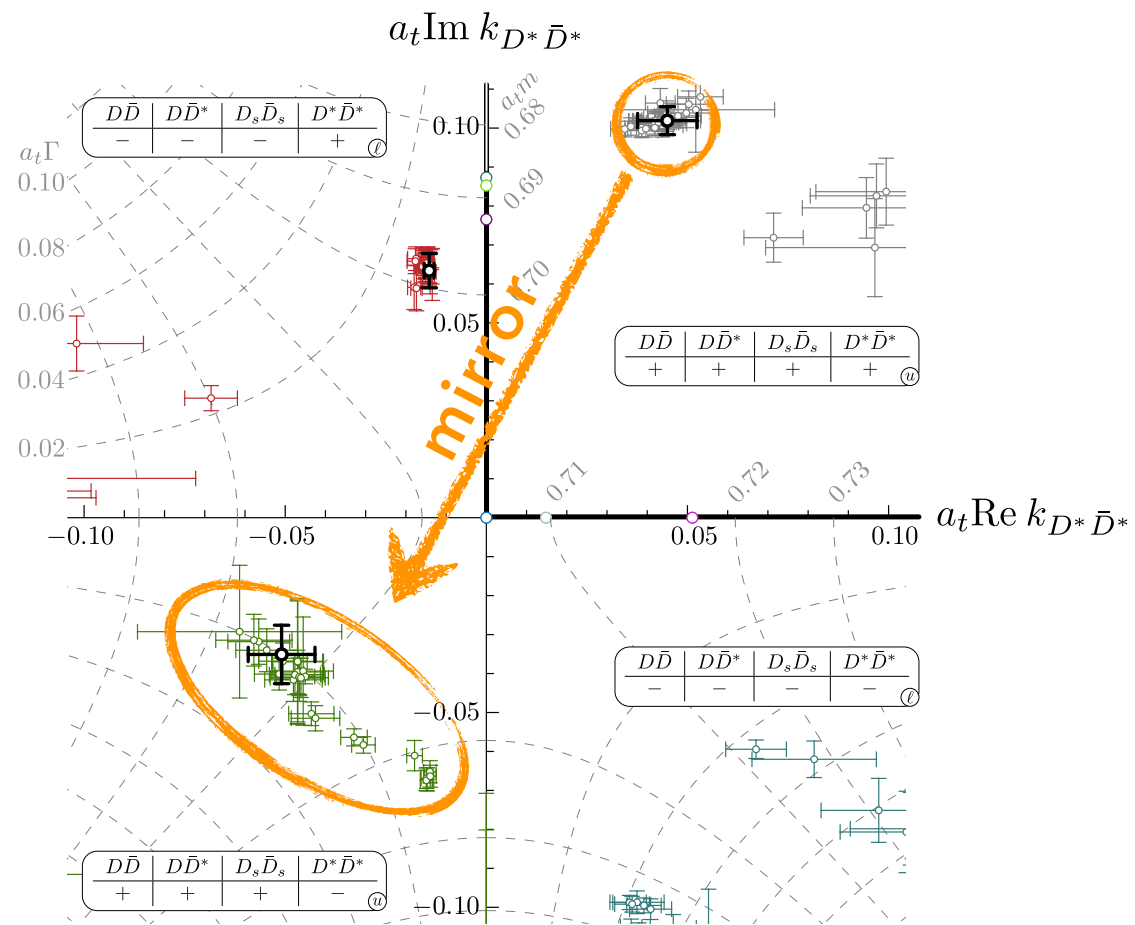 a_t Im k_{D* D̄*}
a_t m
0.68
DD̄ DD̄* D_sD̄_s D*D̄*
− − − + ℓ
0.10
a_tΓ
0.10
0.69
0.08
0.70
0.06
0.05
mirror
DD̄ DD̄* D_sD̄_s D*D̄*
+ + + + u
0.04
0.02
0.71
0.72
0.73
−0.10
−0.05
0.05
0.10
a_t Re k_{D* D̄*}
DD̄ DD̄* D_sD̄_s D*D̄*
− − − − ℓ
−0.05
DD̄ DD̄* D_sD̄_s D*D̄*
+ + + − u
−0.10